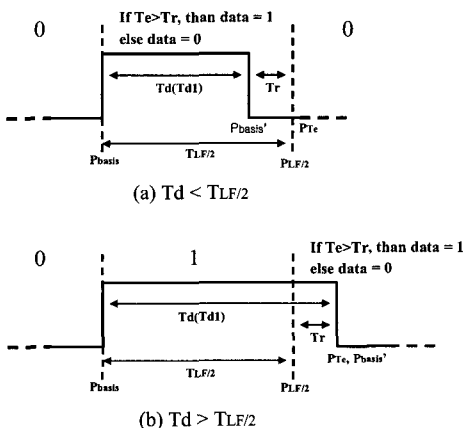 If Te>Tr, than data = 1
0 else data = 0 0
Td(Td1) Tr
Pbasis' PTe
Pbasis TLF/2 PLF/2
(a) Td < TLF/2
If Te>Tr, than data = 1
0 1 else data = 0
Td(Td1)
Tr
Pbasis TLF/2 PLF/2 PTe, Pbasis'
(b) Td > TLF/2